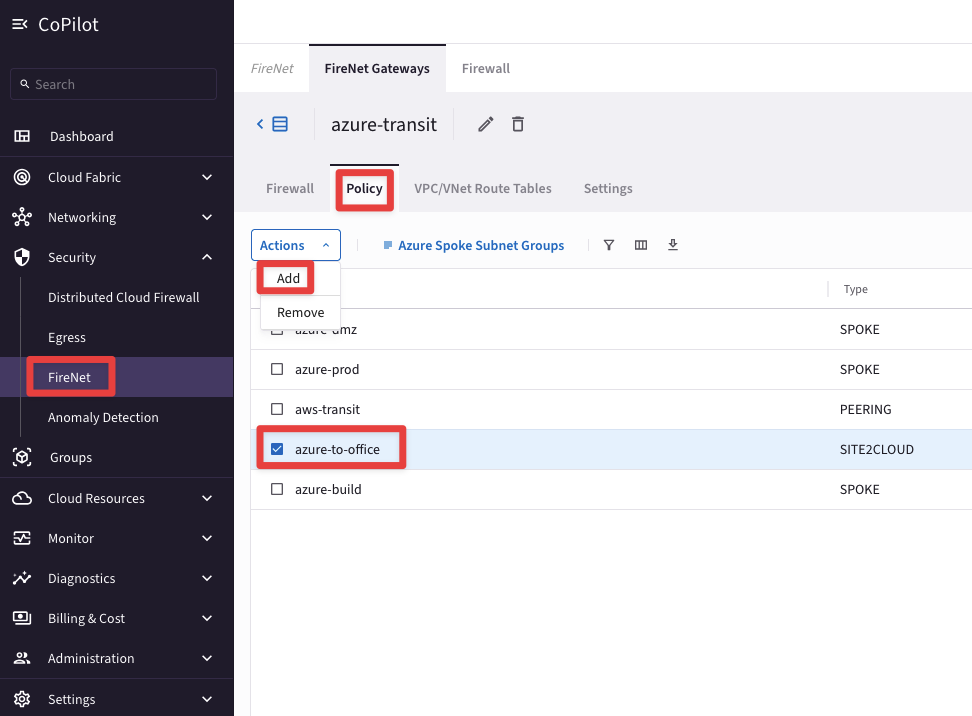 CoPilot
Search
Dashboard
Cloud Fabric
Networking
Security
Distributed Cloud Firewall
Egress
FireNet
Anomaly Detection
Groups
Cloud Resources
Monitor
Diagnostics
Billing & Cost
Administration
Settings
FireNet FireNet Gateways Firewall
azure-transit
Firewall Policy VPC/VNet Route Tables Settings
Actions Azure Spoke Subnet Groups
Add
Remove
Type
azure-dmz SPOKE
azure-prod SPOKE
aws-transit PEERING
azure-to-office SITE2CLOUD
azure-build SPOKE